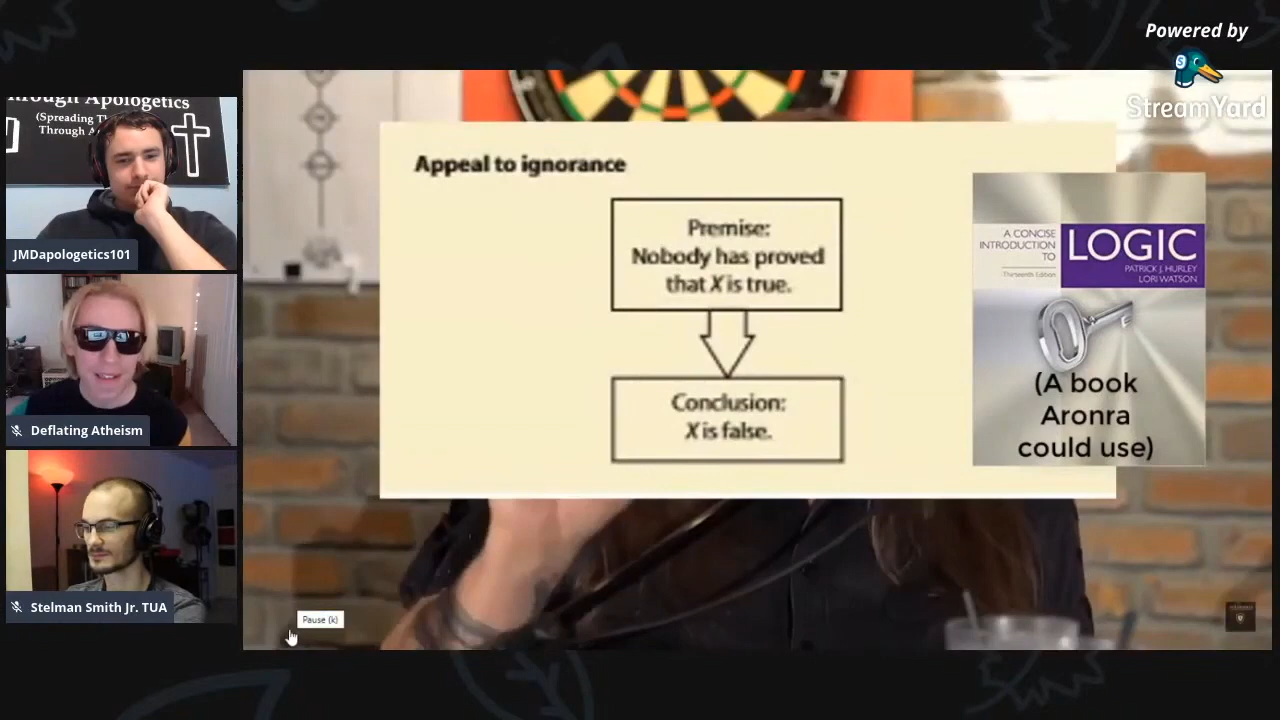 Powered by
StreamYard
hrough Apologetics
(Spreading Th
Through A
JMDapologetics101
Deflating Atheism
Stelman Smith Jr. TUA
Appeal to ignorance
Premise:
Nobody has proved
that X is true.
Conclusion:
X is false.
A CONCISE
INTRODUCTION
TO
LOGIC
Thirteenth Edition
PATRICK J. HURLEY
LORI WATSON
(A book
Aronra
could use)
Pause (k)